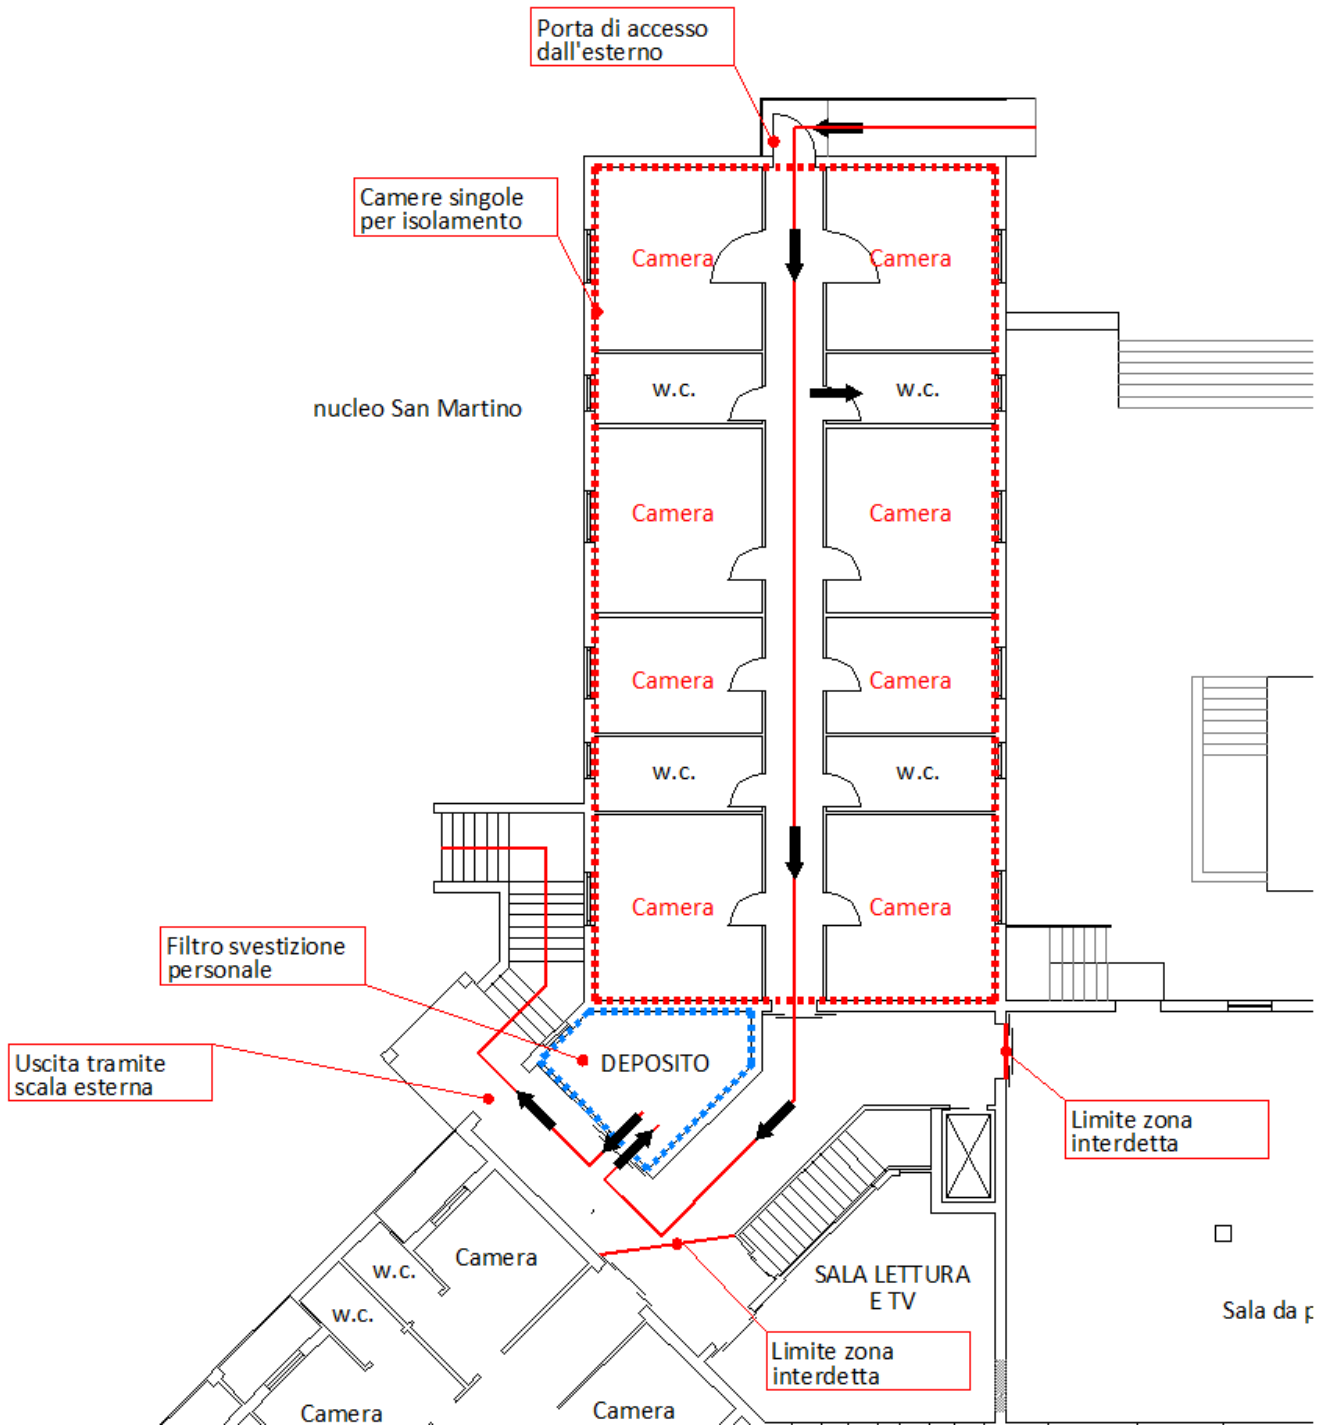 Porta di accesso
dall'esterno
Camere singole
per isolamento
Camera
Camera
w.c.
w.c.
nucleo San Martino
Camera
Camera
Camera
Camera
w.c.
w.c.
Camera
Camera
Filtro svestizione
personale
DEPOSITO
Uscita tramite
scala esterna
Limite zona
interdetta
Camera
w.c.
w.c.
SALA LETTURA
E TV
Sala da p
Limite zona
interdetta
Camera
Camera